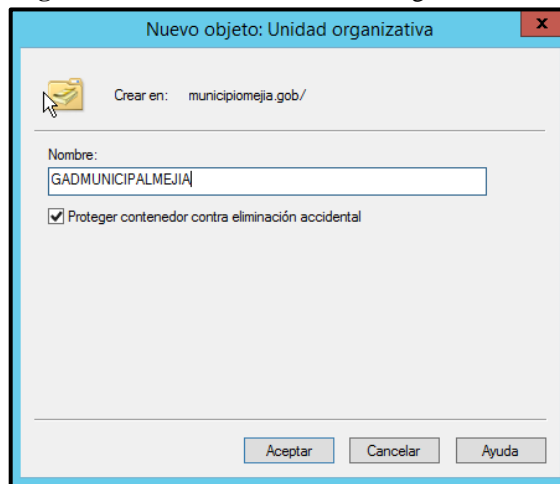 Nuevo objeto: Unidad organizativa
x
Crear en: municipiomejia.gob/
Nombre:
GADMUNICIPALMEJIA
Proteger contenedor contra eliminación accidental
Aceptar Cancelar Ayuda